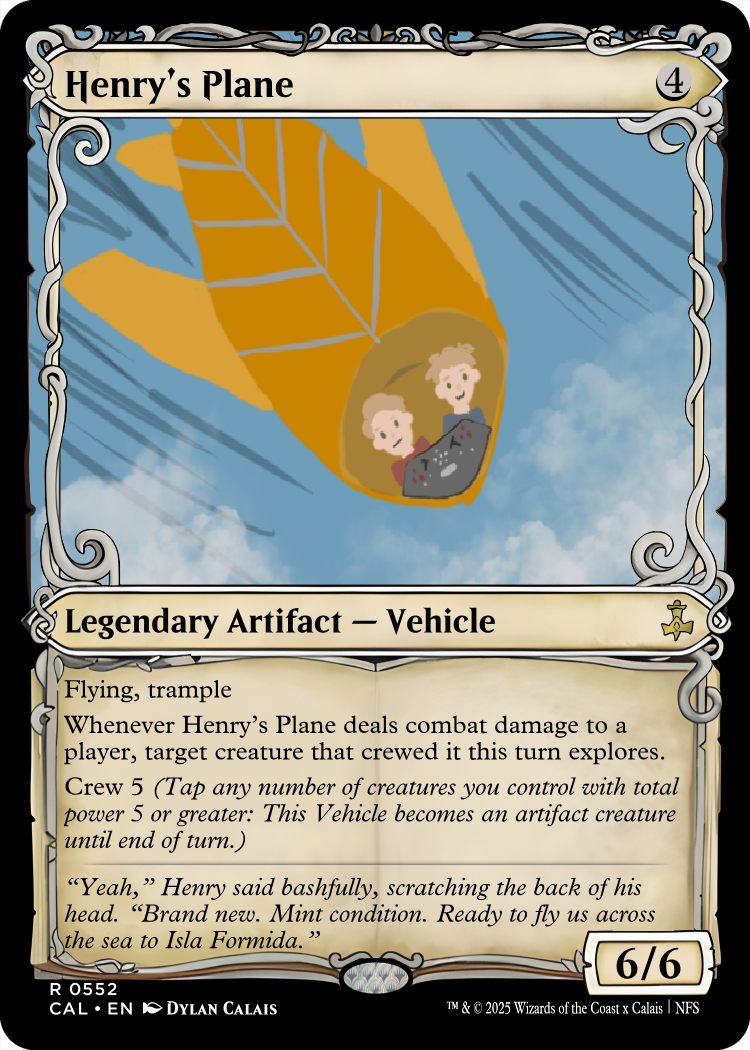 Henry's Plane 4
Legendary Artifact — Vehicle
Flying, trample
Whenever Henry's Plane deals combat damage to a
player, target creature that crewed it this turn explores.
Crew 5 (Tap any number of creatures you control with total
power 5 or greater: This Vehicle becomes an artifact creature
until end of turn.)
“Yeah,” Henry said bashfully, scratching the back of his
head. “Brand new. Mint condition. Ready to fly us across
the sea to Isla Formida.”
6/6
R 0552
CAL • EN Dylan Calais
™ & © 2025 Wizards of the Coast x Calais | NFS